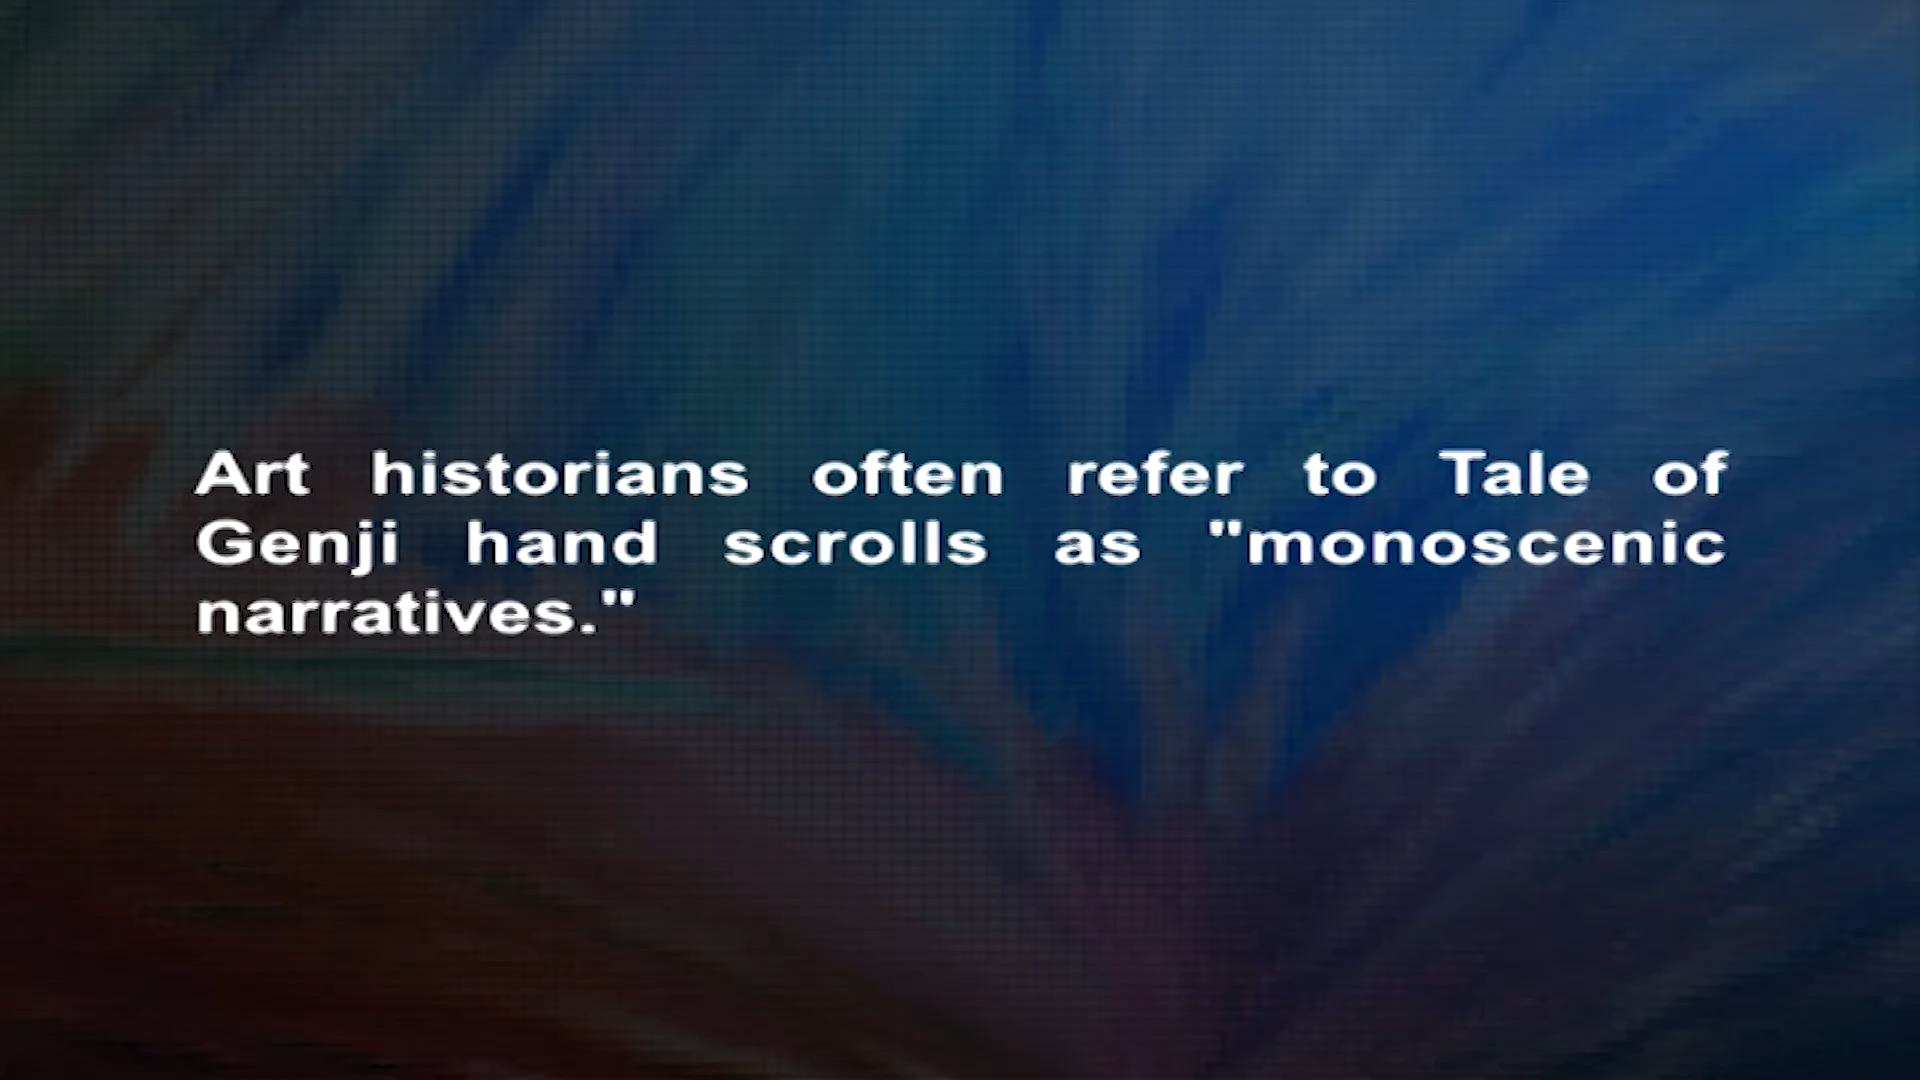 Art historians often refer to Tale of
Genji hand scrolls as "monoscenic
narratives."